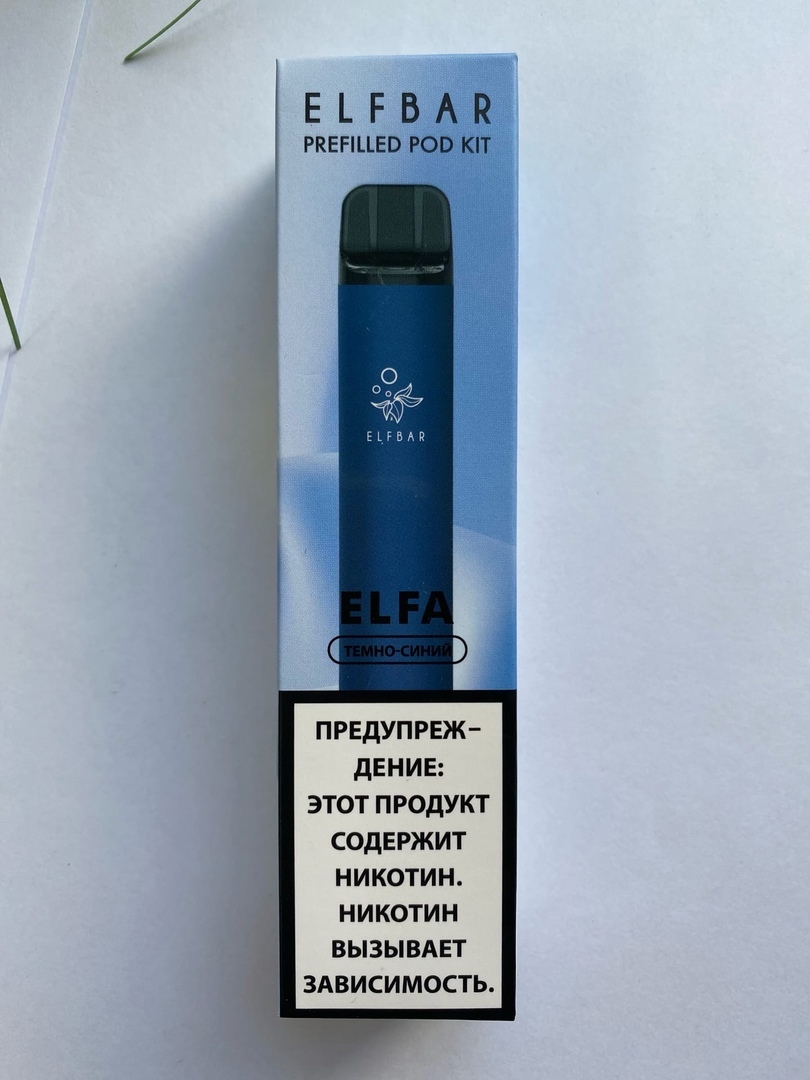 ELFBAR
PREFILLED POD KIT
ELFBAR
ELFA
ТЕМНО-СИНИЙ
ПРЕДУПРЕЖ-
ДЕНИЕ:
ЭТОТ ПРОДУКТ
СОДЕРЖИТ
НИКОТИН.
НИКОТИН
ВЫЗЫВАЕТ
ЗАВИСИМОСТЬ.